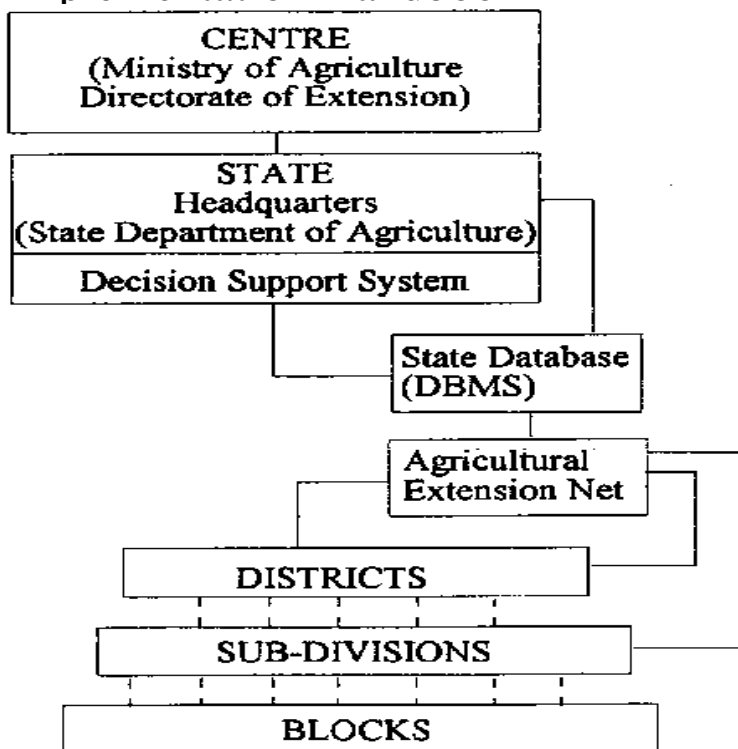 CENTRE
(Ministry of Agriculture
Directorate of Extension)
STATE
Headquarters
(State Department of Agriculture)
Decision Support System
State Database
(DBMS)
Agricultural
Extension Net
DISTRICTS
SUB-DIVISIONS
BLOCKS